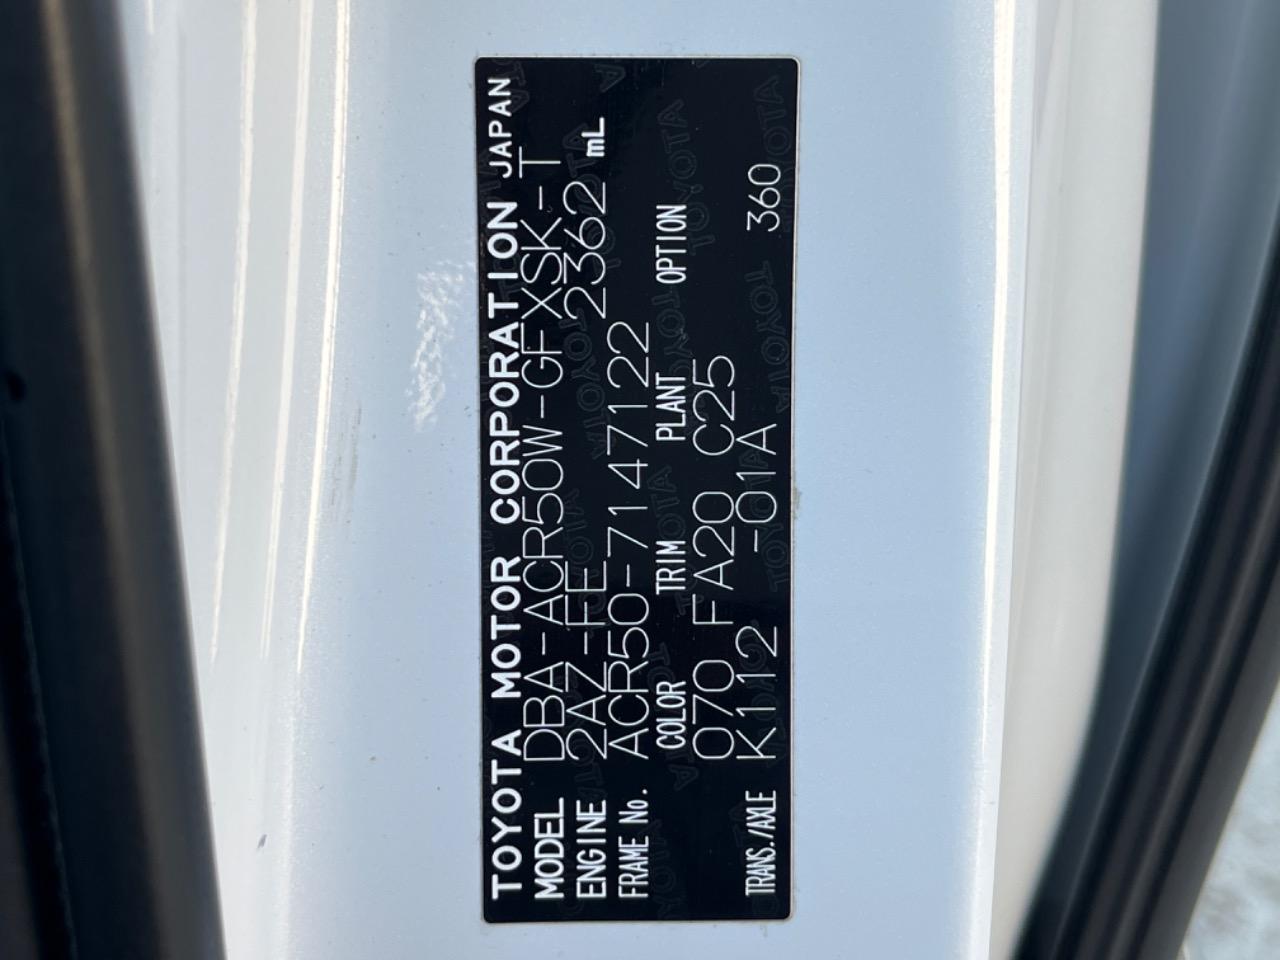 TOYOTA MOTOR CORPORATION JAPAN
MODEL DBA-ACR50W-GFXSK-T
ENGINE 2AZ-FE 2362 mL
FRAME No. ACR50-7147122
COLOR TRIM PLANT OPTION
070 FA20 C25
TRANS./AXLE K112 -01A 360